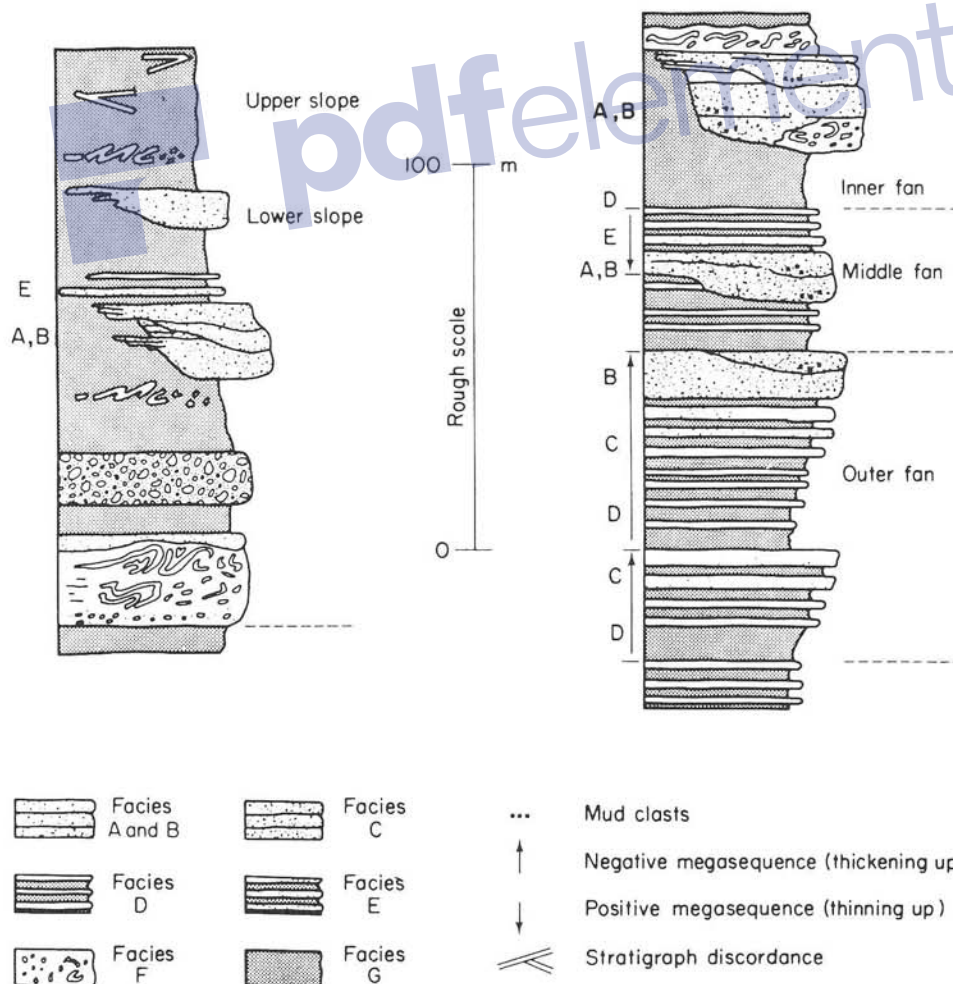 pdfelement
Upper slope
100 m
Lower slope
E
A,B
Rough scale
0
A,B
Inner fan
D
E
A,B
Middle fan
B
C
Outer fan
D
C
D
Facies
A and B
Facies
C
Facies
D
Facies
E
Facies
F
Facies
G
Mud clasts
Negative megasequence (thickening up
Positive megasequence (thinning up)
Stratigraph discordance